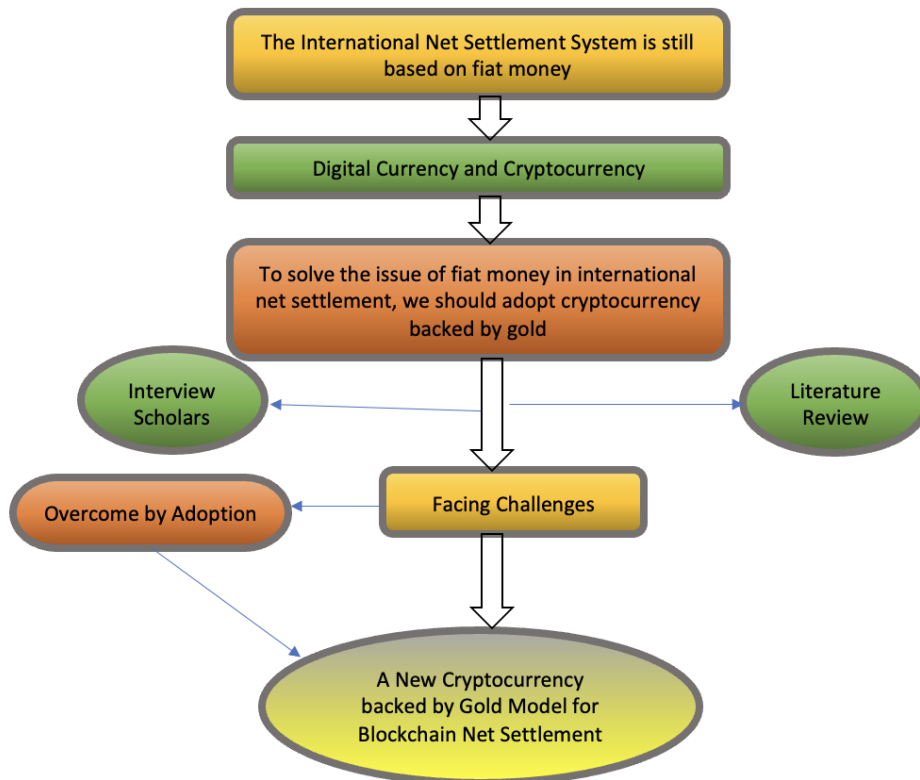 The International Net Settlement System is still
based on fiat money
Digital Currency and Cryptocurrency
To solve the issue of fiat money in international
net settlement, we should adopt cryptocurrency
backed by gold
Interview
Scholars
Literature
Review
Facing Challenges
Overcome by Adoption
A New Cryptocurrency
backed by Gold Model for
Blockchain Net Settlement